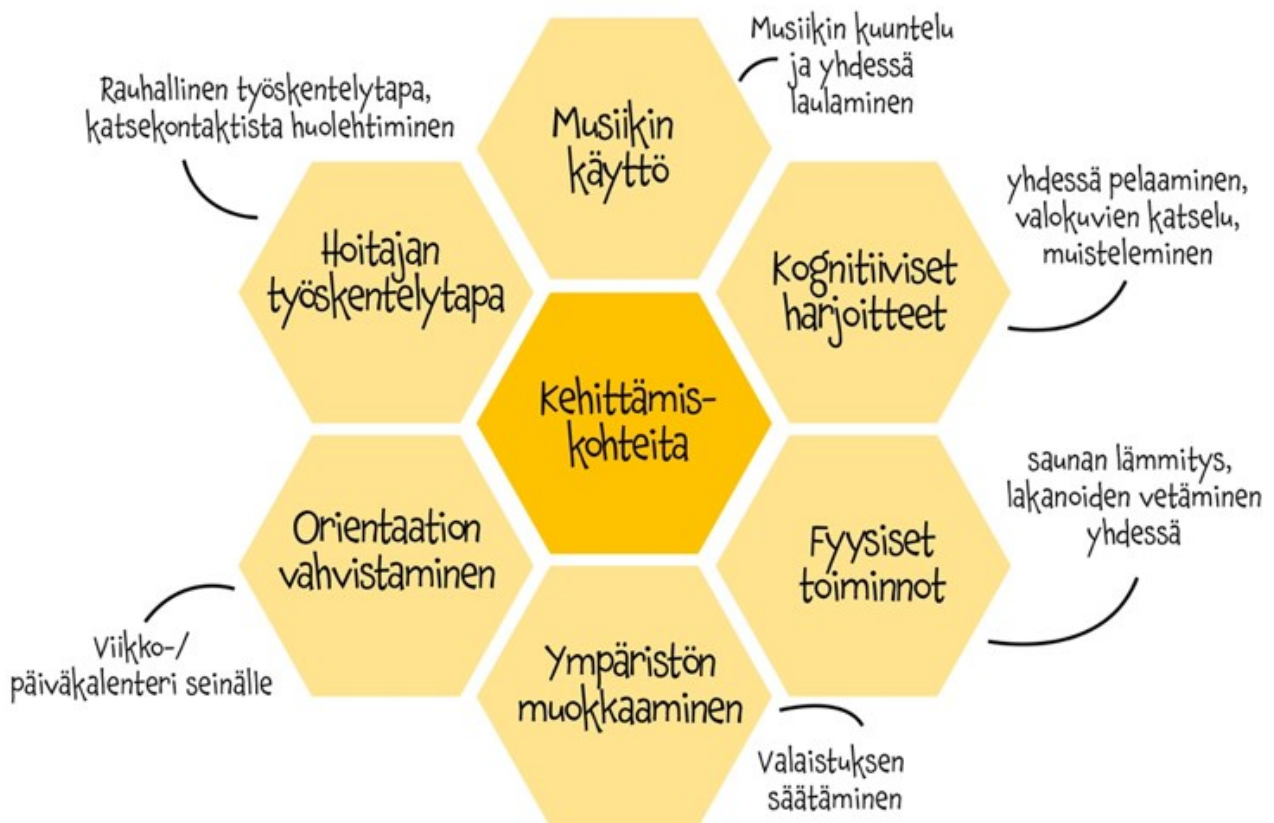 Musiikin kuuntelu
ja yhdessä
laulaminen
Rauhallinen työskentelytapa,
katsekontaktista huolehtiminen
Musiikin
käyttö
yhdessä pelaaminen,
valokuvien katselu,
muisteleminen
Hoitajan
työskentelytapa
Kognitiiviset
harjoitteet
Kehittämis-
kohteita
saunan lämmitys,
lakanoiden vetäminen
yhdessä
Orientaation
vahvistaminen
Fyysiset
toiminnot
Viikko-/
päiväkalenteri seinälle
Ympäristön
muokkaaminen
Valaistuksen
säätäminen